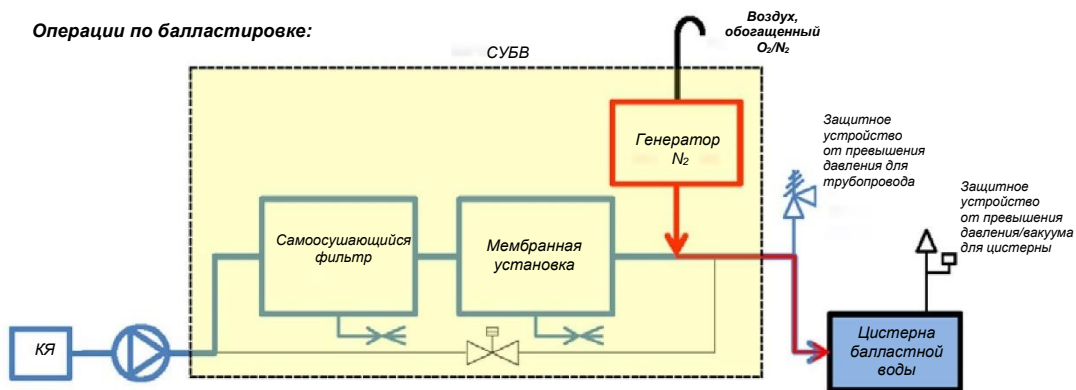 Операции по балластировке:
СУБВ
Воздух,
обогащенный
O₂/N₂
Генератор
N₂
Защитное
устройство
от превышения
давления для
трубопровода
Защитное
устройство
от превышения
давления/вакуума
для цистерны
Самоосушающийся
фильтр
Мембранная
установка
КЯ
Цистерна
балластной
воды